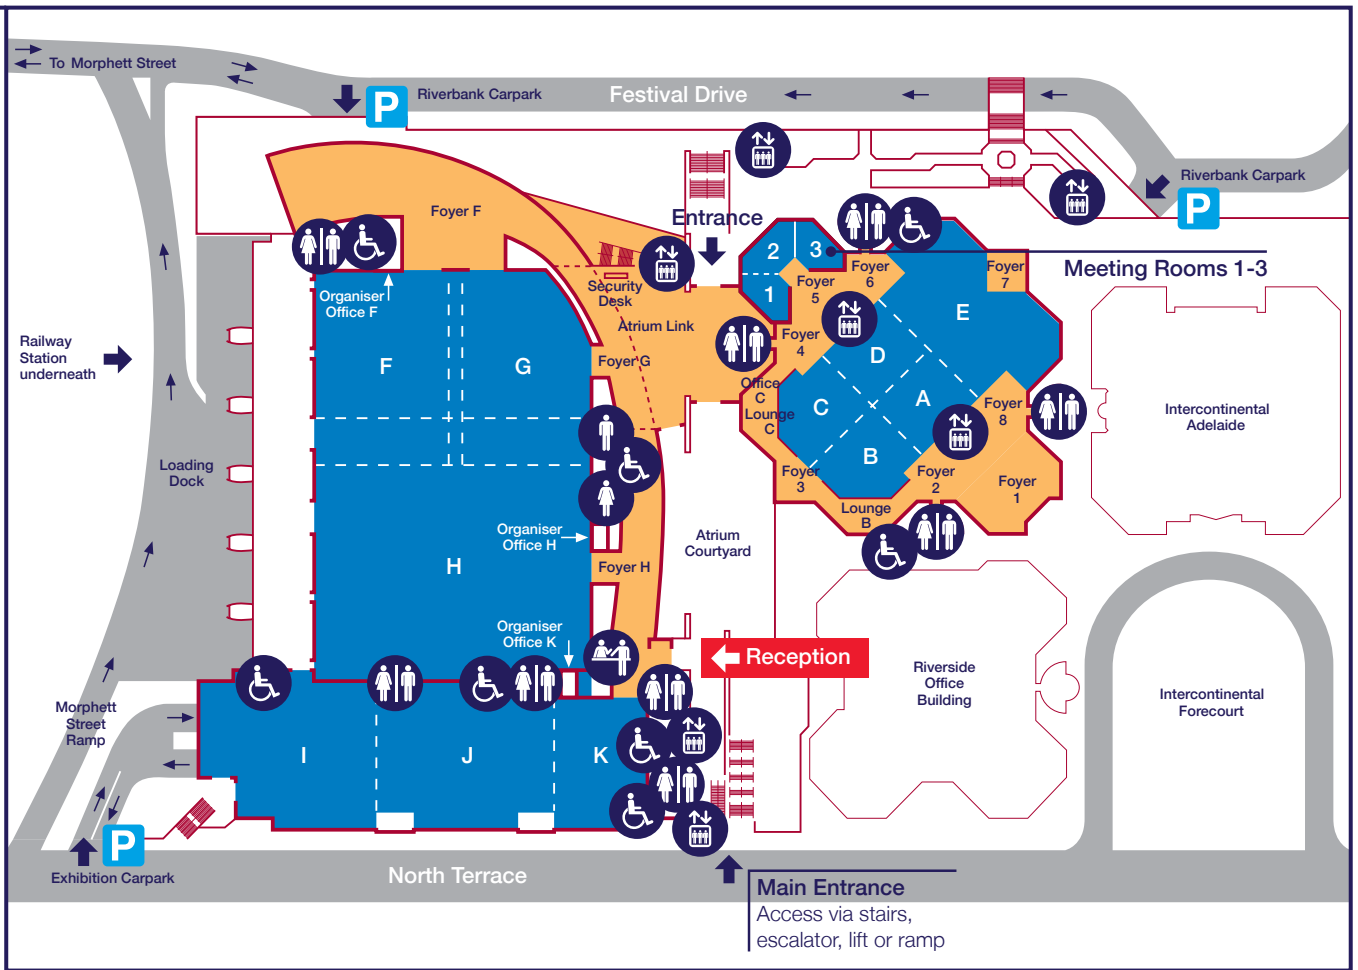 To Morphett Street
P
Riverbank Carpark
Festival Drive
Riverbank Carpark
P
Foyer F
Entrance
2
3
1
Foyer
5
Foyer
6
Foyer
7
Meeting Rooms 1-3
Organiser
Office F
Security
Desk
Atrium Link
Foyer G
Foyer
4
E
D
Railway
Station
underneath
F
G
Office
C
Lounge
C
C
A
Foyer
8
Intercontinental
Adelaide
B
Loading
Dock
Foyer
3
Foyer
2
Foyer
1
Lounge
B
Organiser
Office H
Atrium
Courtyard
H
Foyer H
Organiser
Office K
Reception
Riverside
Office
Building
Intercontinental
Forecourt
Morphett
Street
Ramp
I
J
K
P
Exhibition Carpark
North Terrace
Main Entrance
Access via stairs,
escalator, lift or ramp